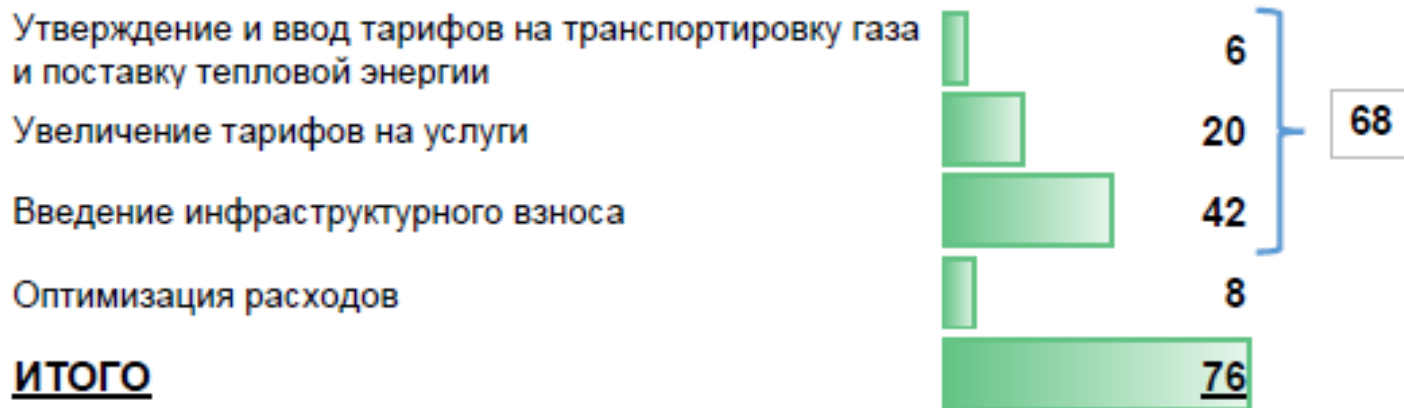 Утверждение и ввод тарифов на транспортировку газа
и поставку тепловой энергии
6
Увеличение тарифов на услуги
20
68
Введение инфраструктурного взноса
42
Оптимизация расходов
8
ИТОГО
76